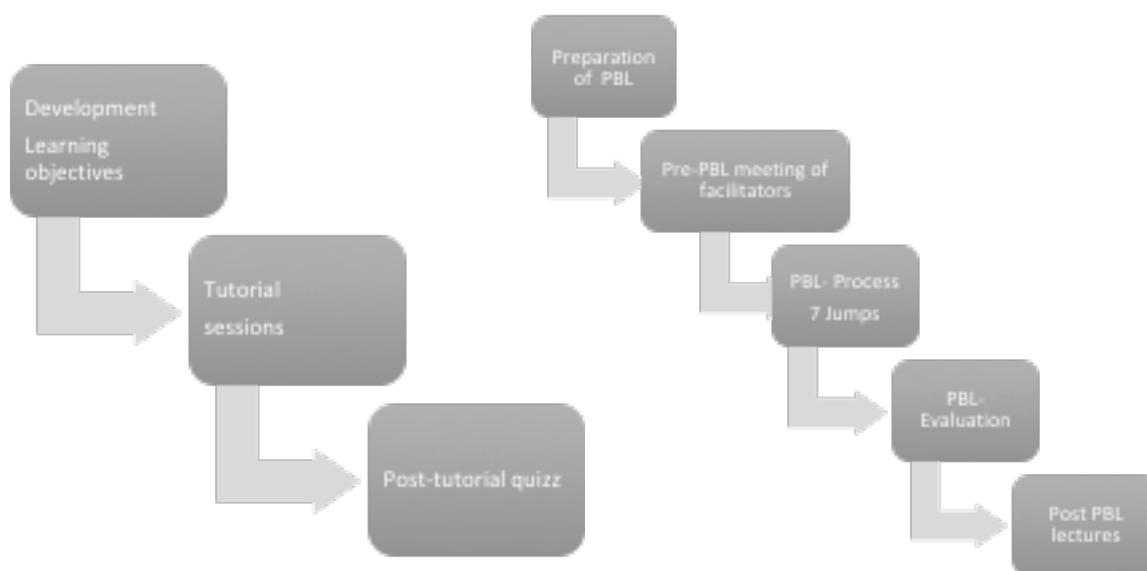 Development
Learning
objectives
Tutorial
sessions
Post-tutorial quizz
Preparation
of PBL
Pre-PBL meeting of
facilitators
PBL- Process
7 Jumps
PBL-
Evaluation
Post PBL
lectures